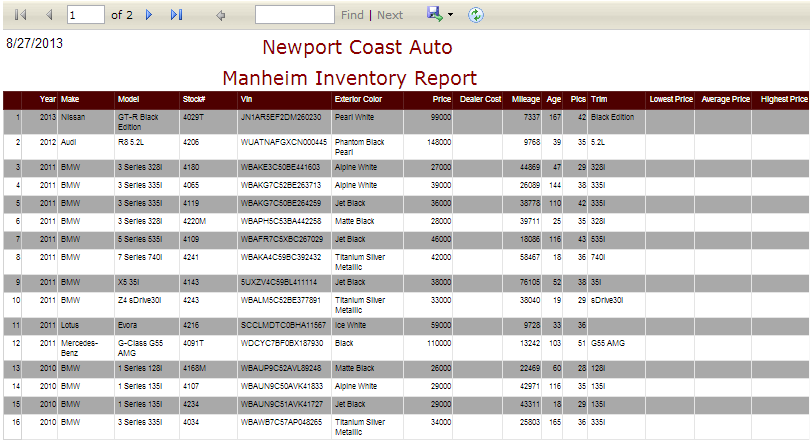 1 of 2 Find | Next
8/27/2013 Newport Coast Auto
Manheim Inventory Report
Year Make Model Stock# Vin Exterior Color Price Dealer Cost Mileage Age Pics Trim Lowest Price Average Price Highest Price
1 2013 Nissan GT-R Black Edition 4029T JN1AR5EF2DM260230 Pearl White 99000 7337 167 42 Black Edition
2 2012 Audi R8 5.2L 4206 WUATNAFGXCN000445 Phantom Black Pearl 148000 9768 39 35 5.2L
3 2011 BMW 3 Series 328i 4180 WBAKE3C50BE441603 Alpine White 27000 44869 47 29 328i
4 2011 BMW 3 Series 335i 4065 WBAKG7C52BE263713 Alpine White 39000 26089 144 38 335i
5 2011 BMW 3 Series 335i 4119 WBAKG7C50BE264259 Jet Black 36000 38778 110 42 335i
6 2011 BMW 3 Series 328i 4220M WBAPH5C53BA442258 Matte Black 28000 39711 25 35 328i
7 2011 BMW 5 Series 535i 4109 WBAFR7C5XBC267029 Jet Black 46000 18086 116 43 535i
8 2011 BMW 7 Series 740i 4241 WBAKA4C59BC392432 Titanium Silver Metallic 42000 58467 18 36 740i
9 2011 BMW X5 35i 4143 5UXZV4C59BL411114 Jet Black 38000 76105 52 38 35i
10 2011 BMW Z4 sDrive30i 4243 WBALM5C52BE377891 Titanium Silver Metallic 33000 38040 19 29 sDrive30i
11 2011 Lotus Evora 4216 SCCLMDTC0BHA11567 Ice White 59000 9728 33 36
12 2011 Mercedes-Benz G-Class G55 AMG 4091T WDCYC7BF0BX187930 Black 110000 13242 103 51 G55 AMG
13 2010 BMW 1 Series 128i 4168M WBAUP9C52AVL89248 Matte Black 26000 22469 60 28 128i
14 2010 BMW 1 Series 135i 4107 WBAUN9C50AVK41833 Alpine White 29000 42971 116 35 135i
15 2010 BMW 1 Series 135i 4234 WBAUN9C51AVK41727 Jet Black 29000 43311 18 29 135i
16 2010 BMW 3 Series 335i 4034 WBAWB7C57AP048265 Titanium Silver Metallic 34000 25803 165 36 335i